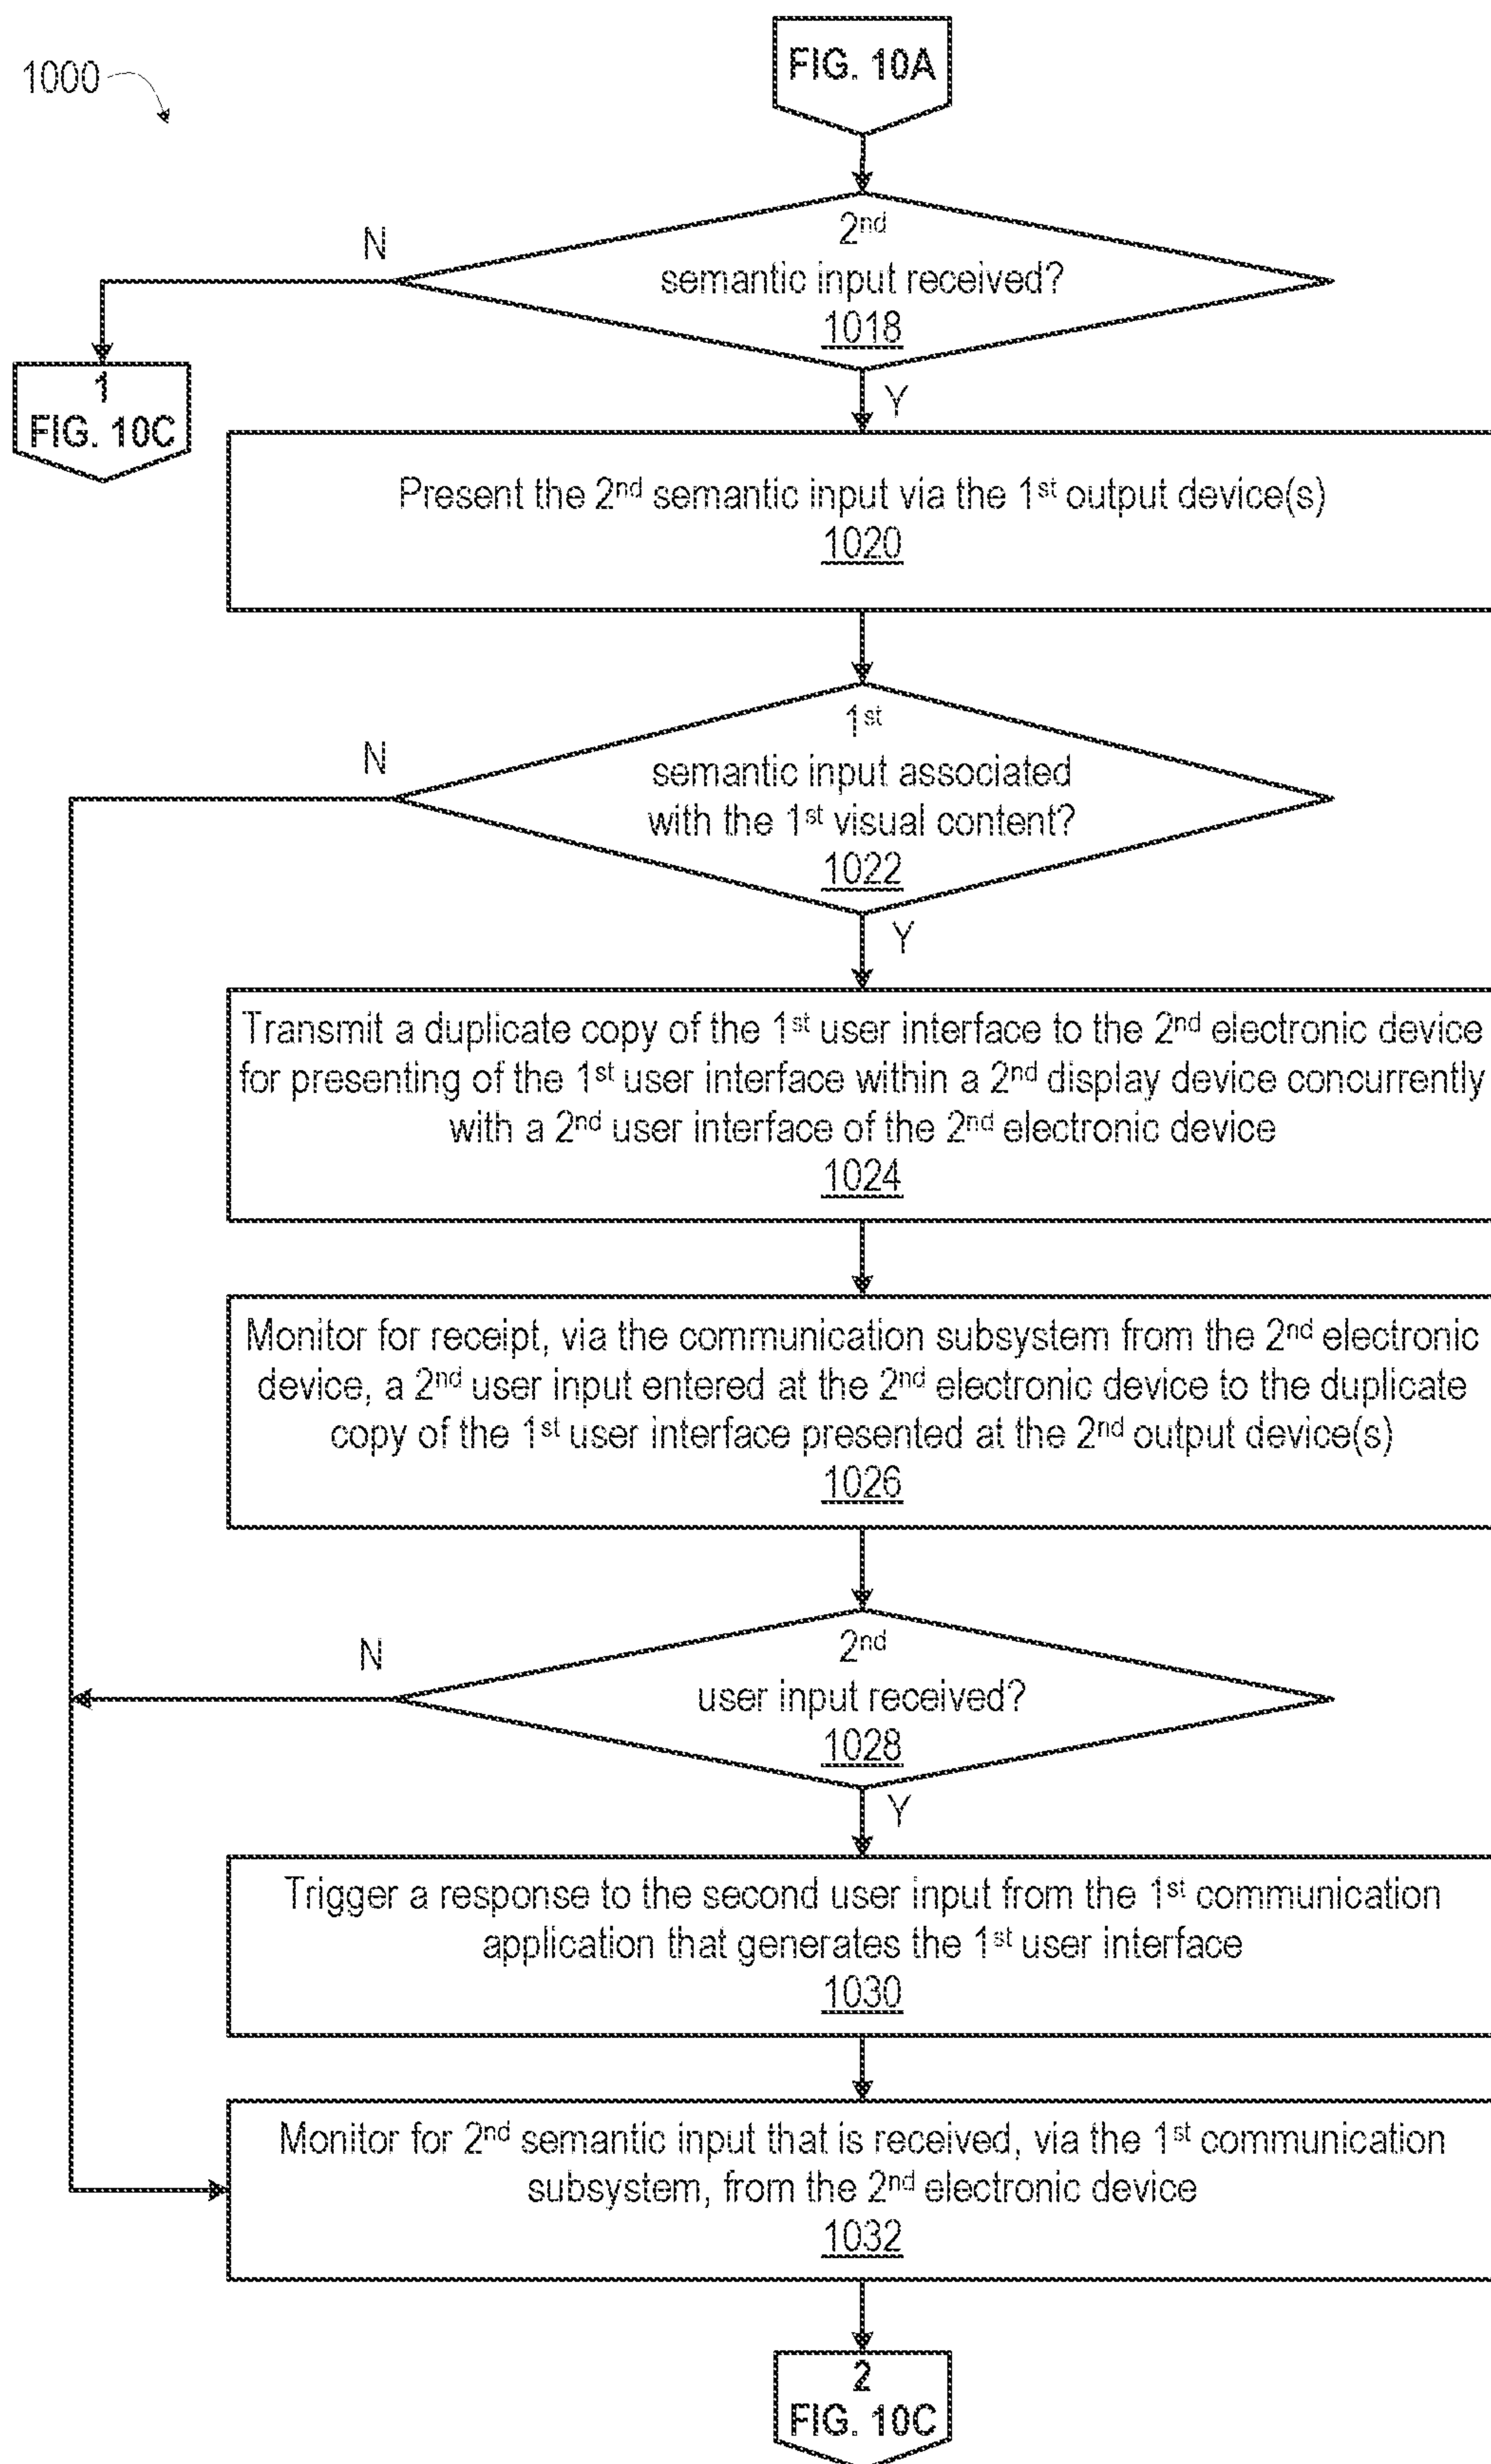 1000
FIG. 10A
2nd
semantic input received?
1018
N
Y
1
FIG. 10C
Present the 2nd semantic input via the 1st output device(s)
1020
1st
semantic input associated
with the 1st visual content?
1022
N
Y
Transmit a duplicate copy of the 1st user interface to the 2nd electronic device
for presenting of the 1st user interface within a 2nd display device concurrently
with a 2nd user interface of the 2nd electronic device
1024
Monitor for receipt, via the communication subsystem from the 2nd electronic
device, a 2nd user input entered at the 2nd electronic device to the duplicate
copy of the 1st user interface presented at the 2nd output device(s)
1026
2nd
user input received?
1028
N
Y
Trigger a response to the second user input from the 1st communication
application that generates the 1st user interface
1030
Monitor for 2nd semantic input that is received, via the 1st communication
subsystem, from the 2nd electronic device
1032
2
FIG. 10C